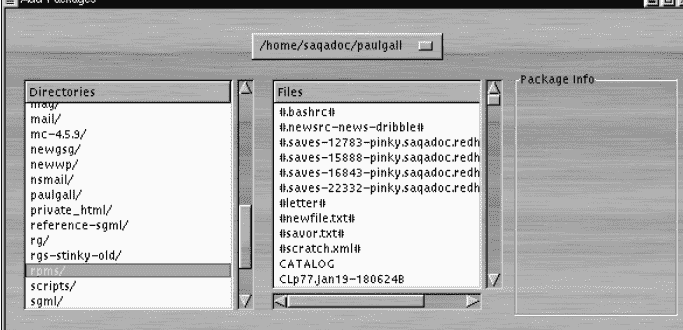 Add Packages
/home/saqadoc/paulgall
Directories
mag/
mail/
mc-4.5.9/
newgsg/
newwp/
nsmail/
paulgall/
private_html/
reference-sgml/
rg/
rgs-stinky-old/
rpms/
scripts/
sgml/
Files
#.bashrc#
#.newsrc-news-dribble#
#.saves-12783-pinky.saqadoc.redh
#.saves-15888-pinky.saqadoc.redh
#.saves-16843-pinky.saqadoc.redh
#.saves-22332-pinky.saqadoc.redh
#letter#
#newfile.txt#
#savor.txt#
#scratch.xml#
CATALOG
CLp77.Jan19-180624B
Package Info